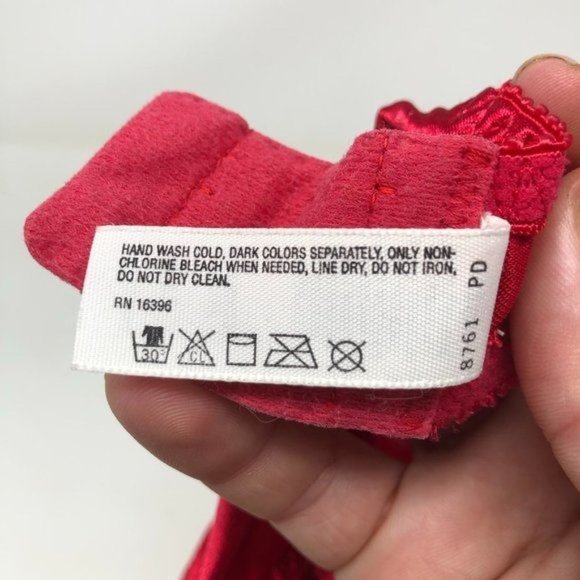 HAND WASH COLD, DARK COLORS SEPARATELY, ONLY NON-
CHLORINE BLEACH WHEN NEEDED, LINE DRY, DO NOT IRON,
DO NOT DRY CLEAN.
RN 16396
30°
CL
8761 PD